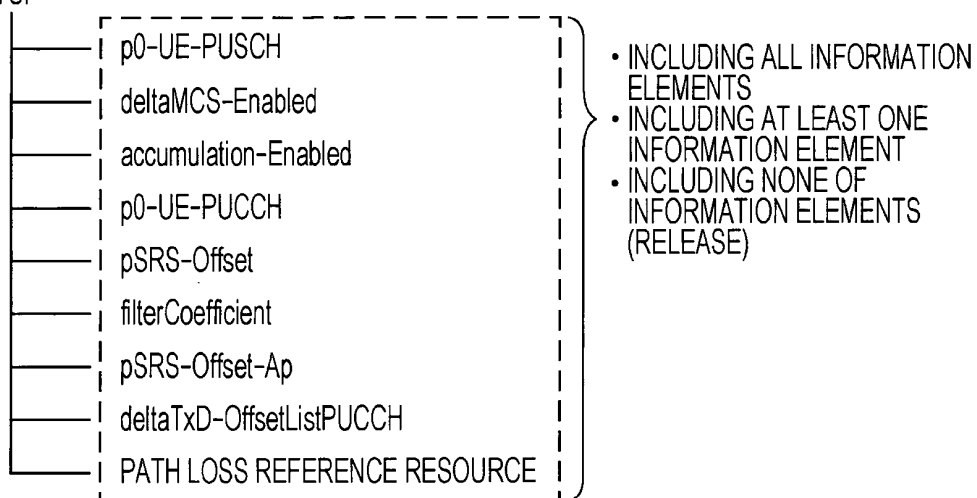 p0-UE-PUSCH
deltaMCS-Enabled
accumulation-Enabled
p0-UE-PUCCH
pSRS-Offset
filterCoefficient
pSRS-Offset-Ap
deltaTxD-OffsetListPUCCH
PATH LOSS REFERENCE RESOURCE
• INCLUDING ALL INFORMATION
ELEMENTS
• INCLUDING AT LEAST ONE
INFORMATION ELEMENT
• INCLUDING NONE OF
INFORMATION ELEMENTS
(RELEASE)